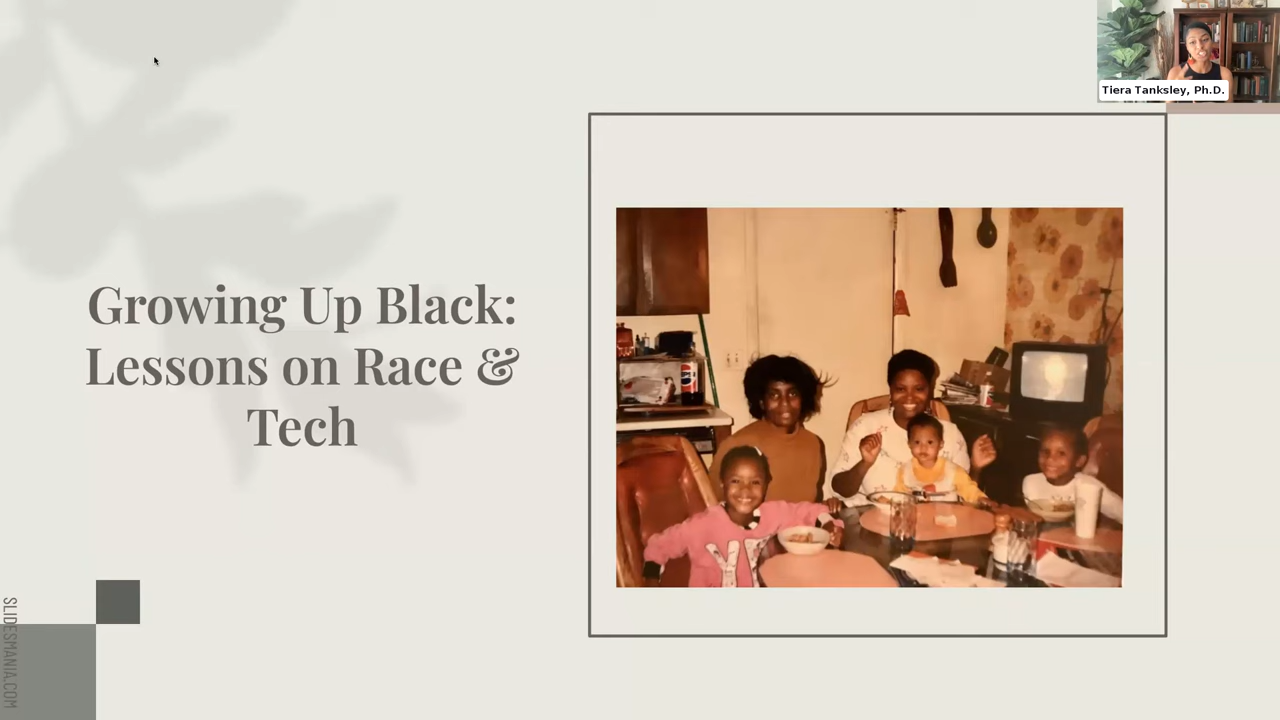 Tiera Tanksley, Ph.D.
Growing Up Black:
Lessons on Race &
Tech
SLIDESMANIA.COM